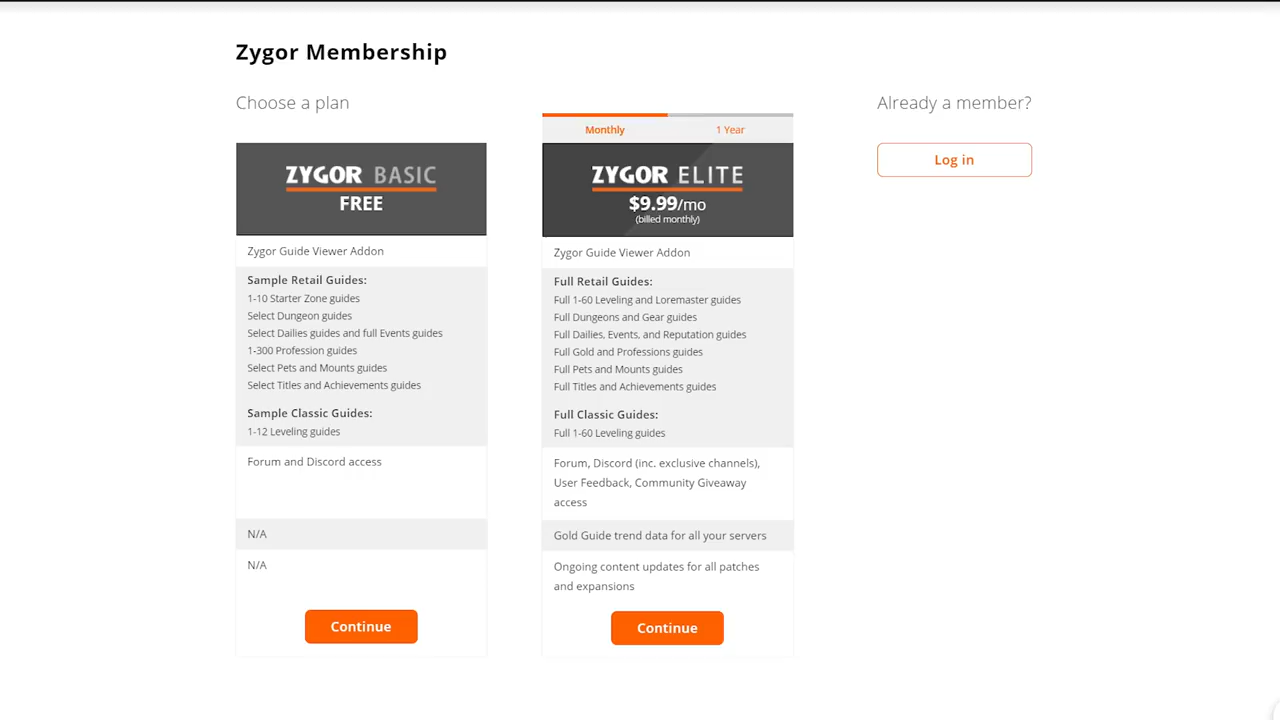 Zygor Membership
Choose a plan
ZYGOR BASIC
FREE
Zygor Guide Viewer Addon
Sample Retail Guides:
1-10 Starter Zone guides
Select Dungeon guides
Select Dailies guides and full Events guides
1-300 Profession guides
Select Pets and Mounts guides
Select Titles and Achievements guides
Sample Classic Guides:
1-12 Leveling guides
Forum and Discord access
N/A
N/A
Continue
Monthly
1 Year
ZYGOR ELITE
$9.99/mo
(billed monthly)
Zygor Guide Viewer Addon
Full Retail Guides:
Full 1-60 Leveling and Loremaster guides
Full Dungeons and Gear guides
Full Dailies, Events, and Reputation guides
Full Gold and Professions guides
Full Pets and Mounts guides
Full Titles and Achievements guides
Full Classic Guides:
Full 1-60 Leveling guides
Forum, Discord (inc. exclusive channels),
User Feedback, Community Giveaway
access
Gold Guide trend data for all your servers
Ongoing content updates for all patches
and expansions
Continue
Already a member?
Log in